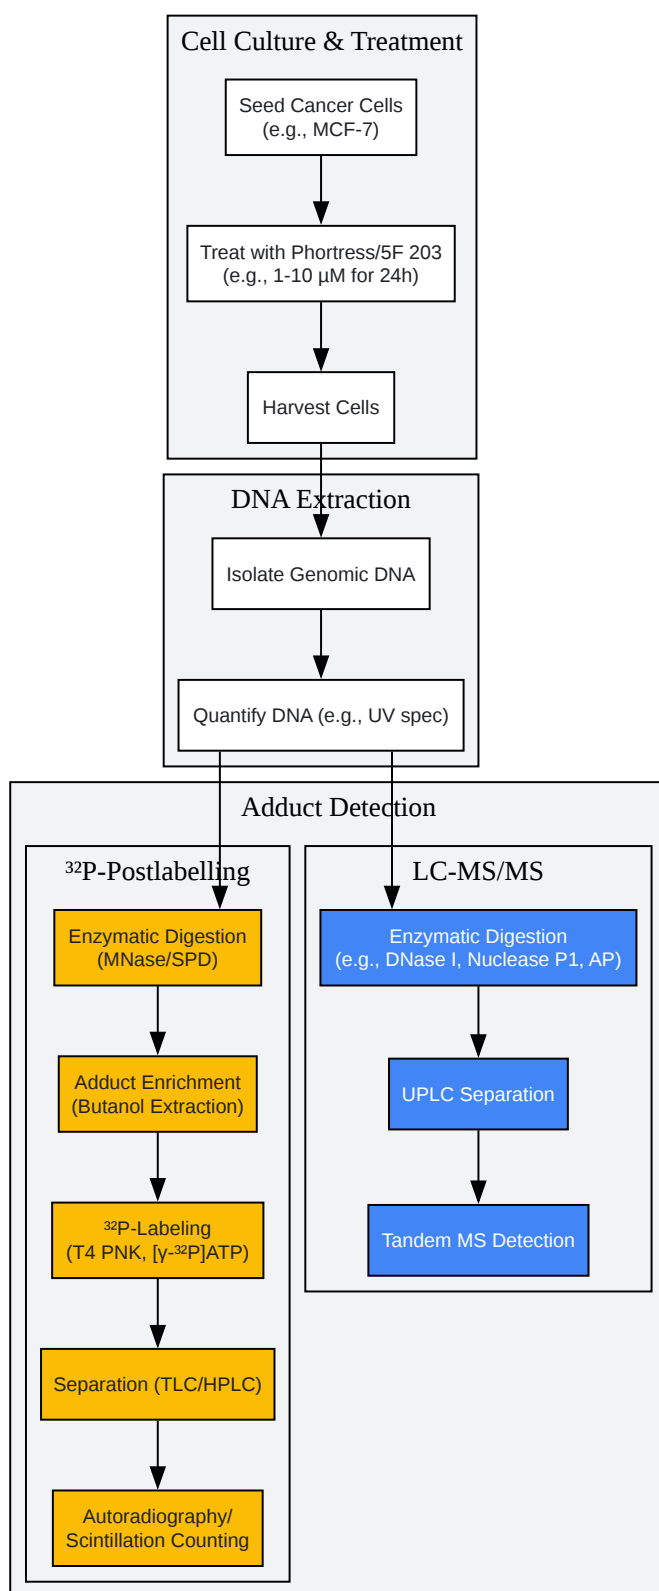 Cell Culture & Treatment
Seed Cancer Cells
(e.g., MCF-7)
Treat with Phortress/5F 203
(e.g., 1-10 µM for 24h)
Harvest Cells
DNA Extraction
Isolate Genomic DNA
Quantify DNA (e.g., UV spec)
Adduct Detection
³²P-Postlabelling
Enzymatic Digestion
(MNase/SPD)
Adduct Enrichment
(Butanol Extraction)
³²P-Labeling
(T4 PNK, [γ-³²P]ATP)
Separation (TLC/HPLC)
Autoradiography/
Scintillation Counting
LC-MS/MS
Enzymatic Digestion
(e.g., DNase I, Nuclease P1, AP)
UPLC Separation
Tandem MS Detection